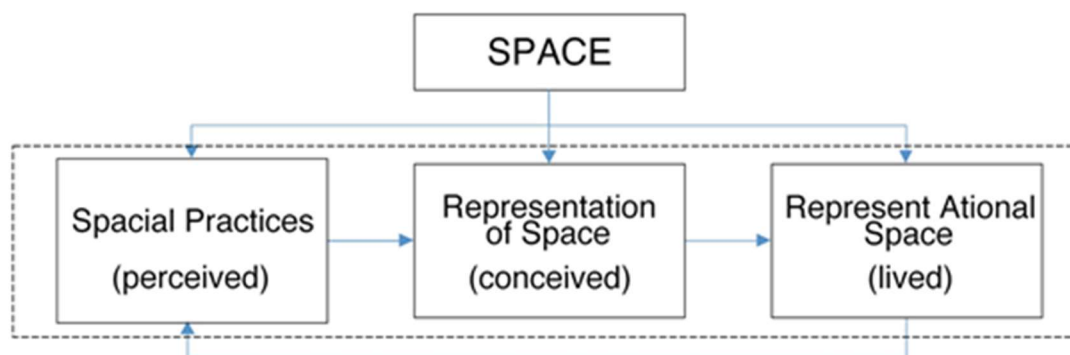 SPACE
Spacial Practices
(perceived)
Representation
of Space
(conceived)
Represent Ational
Space
(lived)